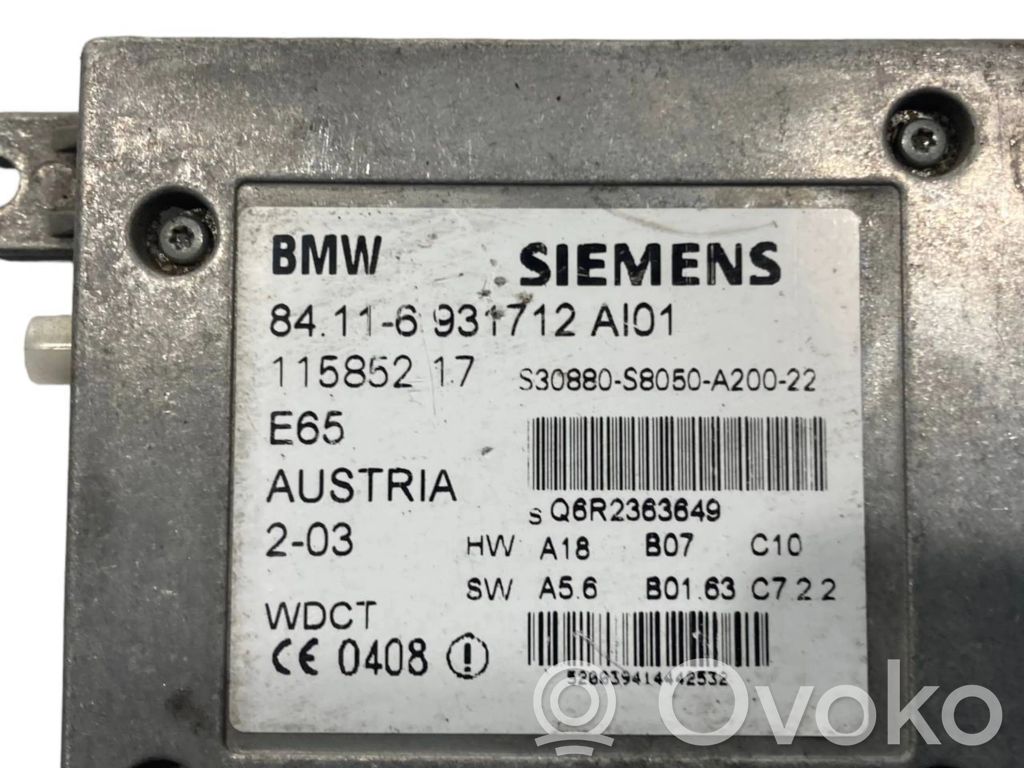 BMW SIEMENS
84.11-6 931712 AI01
115852 17 S30880-S8050-A200-22
E65
AUSTRIA
S Q6R2363649
2-03 HW A18 B07 C10
SW A5.6 B01.63 C7.2 2
WDCT
CE 0408
520039414442532
Ovoko